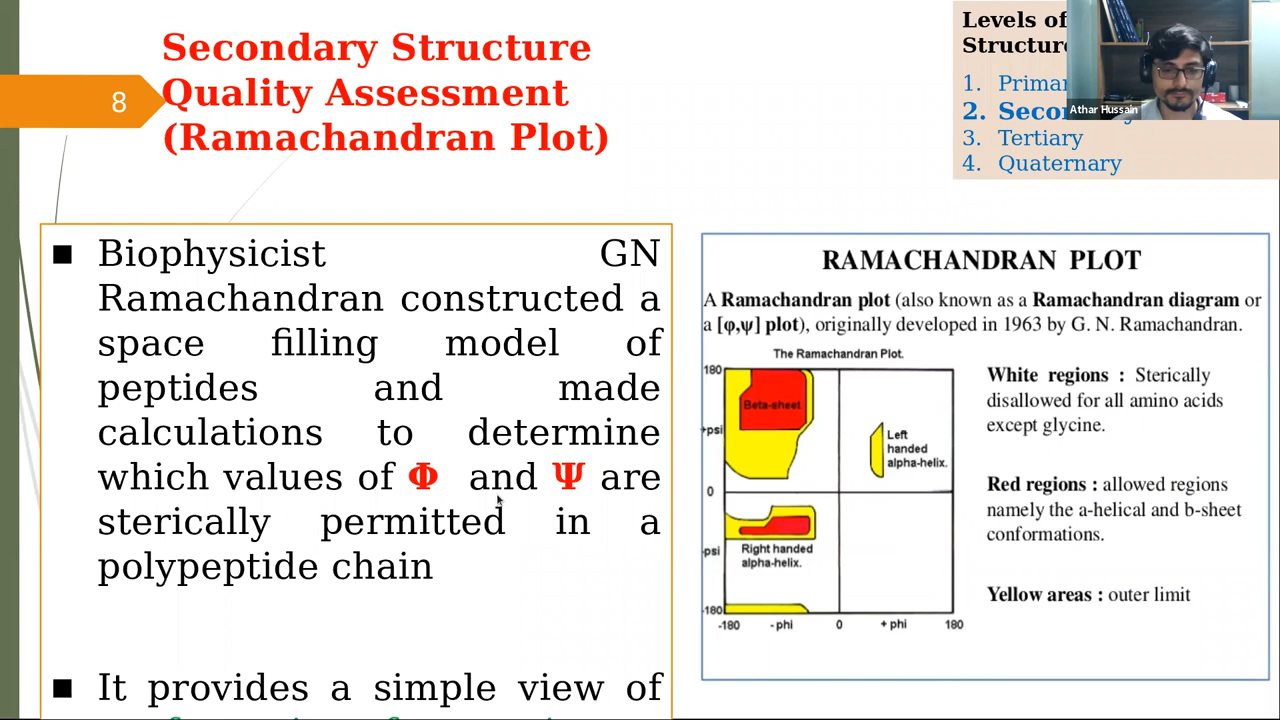 Secondary Structure
Quality Assessment
(Ramachandran Plot)
8
Levels of
Structure
1. Primar
2. Secon
3. Tertiary
4. Quaternary
Athar Hussain
■ Biophysicist GN
Ramachandran constructed a
space filling model of
peptides and made
calculations to determine
which values of Φ and Ψ are
sterically permitted in a
polypeptide chain
■ It provides a simple view of
RAMACHANDRAN PLOT
A Ramachandran plot (also known as a Ramachandran diagram or
a [φ,ψ] plot), originally developed in 1963 by G. N. Ramachandran.
The Ramachandran Plot.
180
Beta-sheet
+psi
Left
handed
alpha-helix.
0
-psi
Right handed
alpha-helix.
-180
-180 - phi 0 + phi 180
White regions : Sterically
disallowed for all amino acids
except glycine.
Red regions : allowed regions
namely the a-helical and b-sheet
conformations.
Yellow areas : outer limit